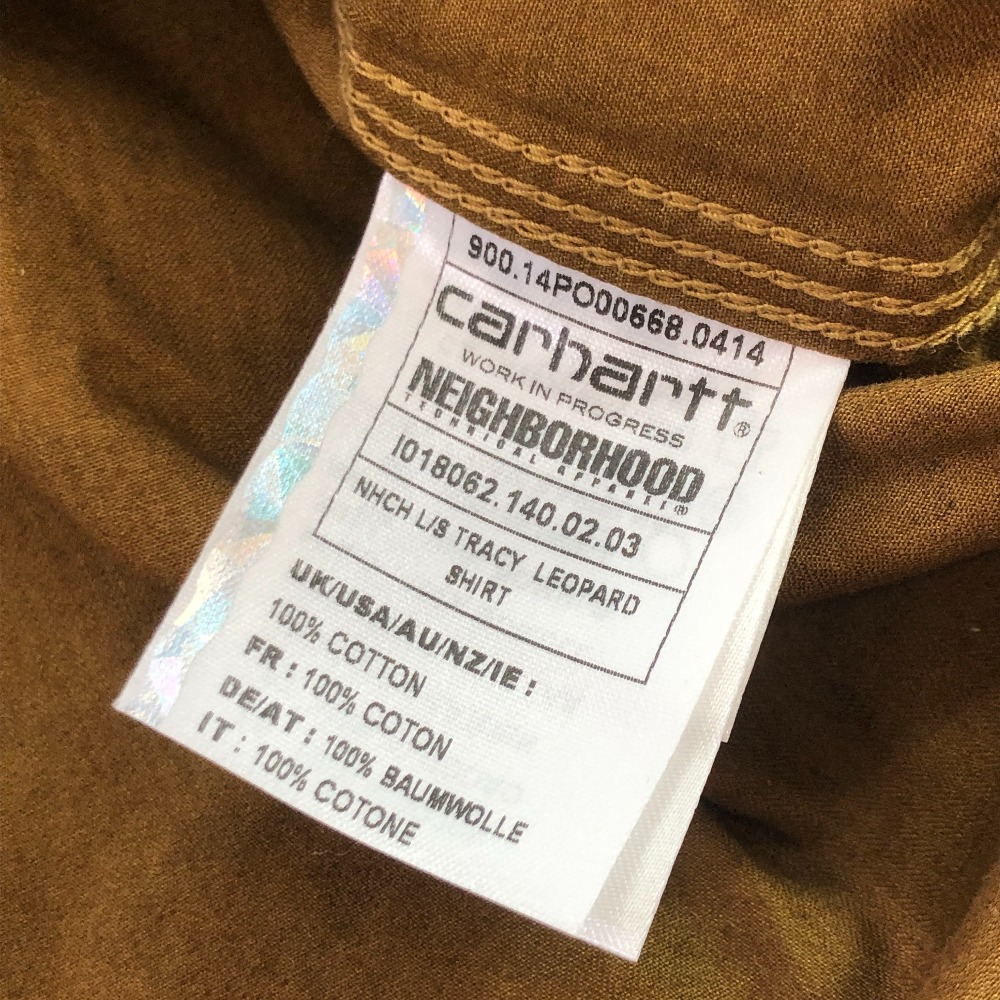 900.14PO00668.0414
carhartt®
WORK IN PROGRESS
NEIGHBORHOOD
TECHNICAL APPAREL®
I018062.140.02.03
NHCH L/S TRACY LEOPARD
SHIRT
UK/USA/AU/NZ/IE :
100% COTTON
FR : 100% COTON
DE/AT : 100% BAUMWOLLE
IT : 100% COTONE